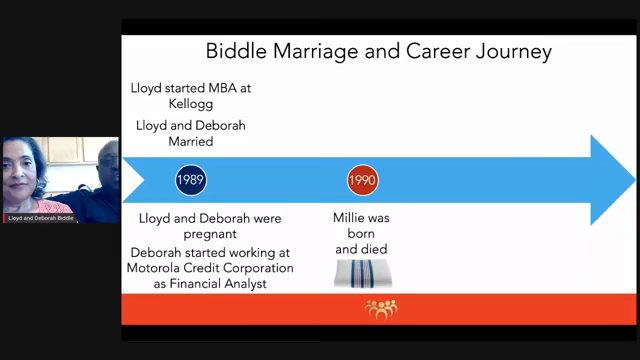 Biddle Marriage and Career Journey
Lloyd started MBA at
Kellogg
Lloyd and Deborah
Married
1989
1990
Lloyd and Deborah were
pregnant
Deborah started working at
Motorola Credit Corporation
as Financial Analyst
Millie was
born
and died
Lloyd and Deborah Biddle